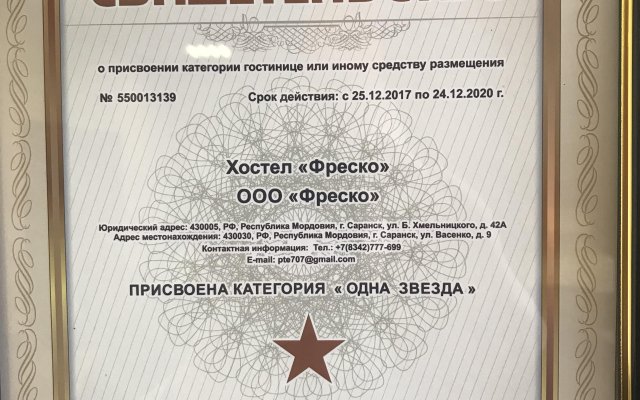 о присвоении категории гостинице или иному средству размещения
№ 550013139 Срок действия: с 25.12.2017 по 24.12.2020 г.
Хостел «Фреско»
ООО «Фреско»
Юридический адрес: 430005, РФ, Республика Мордовия, г. Саранск, ул. Б. Хмельницкого, д. 42А
Адрес местонахождения: 430030, РФ, Республика Мордовия, г. Саранск, ул. Васенко, д. 9
Контактная информация: Тел.: +7(8342)777-699
E-mail: pte707@gmail.com
ПРИСВОЕНА КАТЕГОРИЯ « ОДНА ЗВЕЗДА »